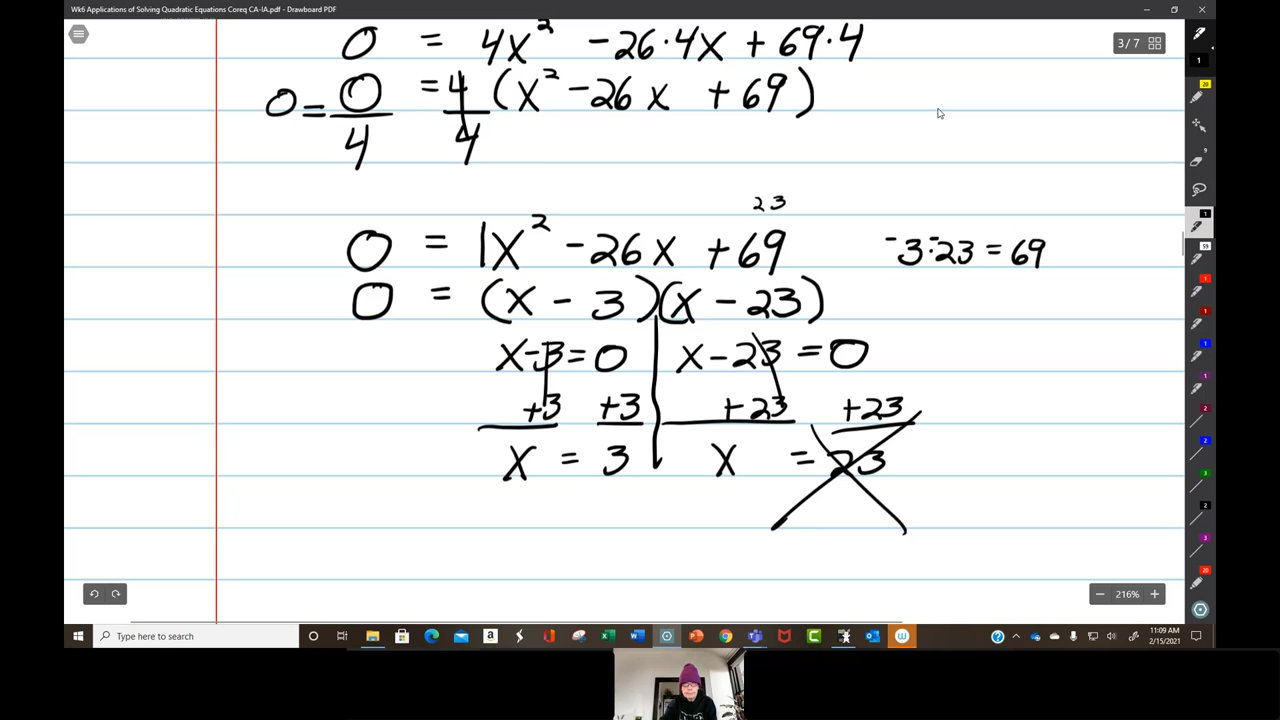 Wk6 Applications of Solving Quadratic Equations Coreq CA-IA.pdf - Drawboard PDF
3/7
0 = 4x² - 26·4x + 69·4
0 = 0/4 = 4/4 (x² - 26x + 69)
23
0 = 1x² - 26x + 69
-3·-23 = 69
0 = (x - 3)(x - 23)
x - 3 = 0 x - 23 = 0
+3 +3 +23 +23
x = 3 x = 23
216%
Type here to search
11:09 AM
2/15/2021